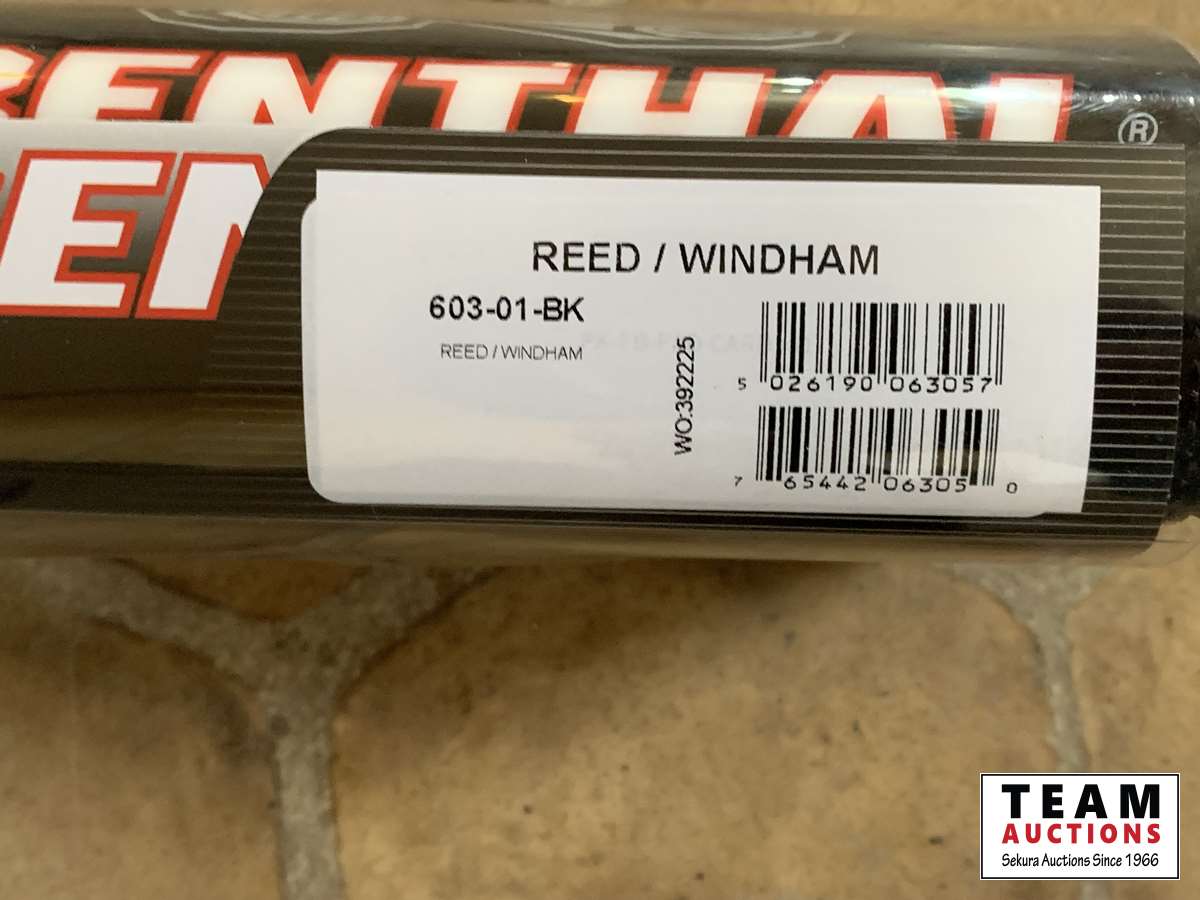 RENTHAL®
REN
REED / WINDHAM
603-01-BK
REED / WINDHAM
WO:392225
5 026190 063057
7 65442 06305 0
TEAM
AUCTIONS
Sekura Auctions Since 1966